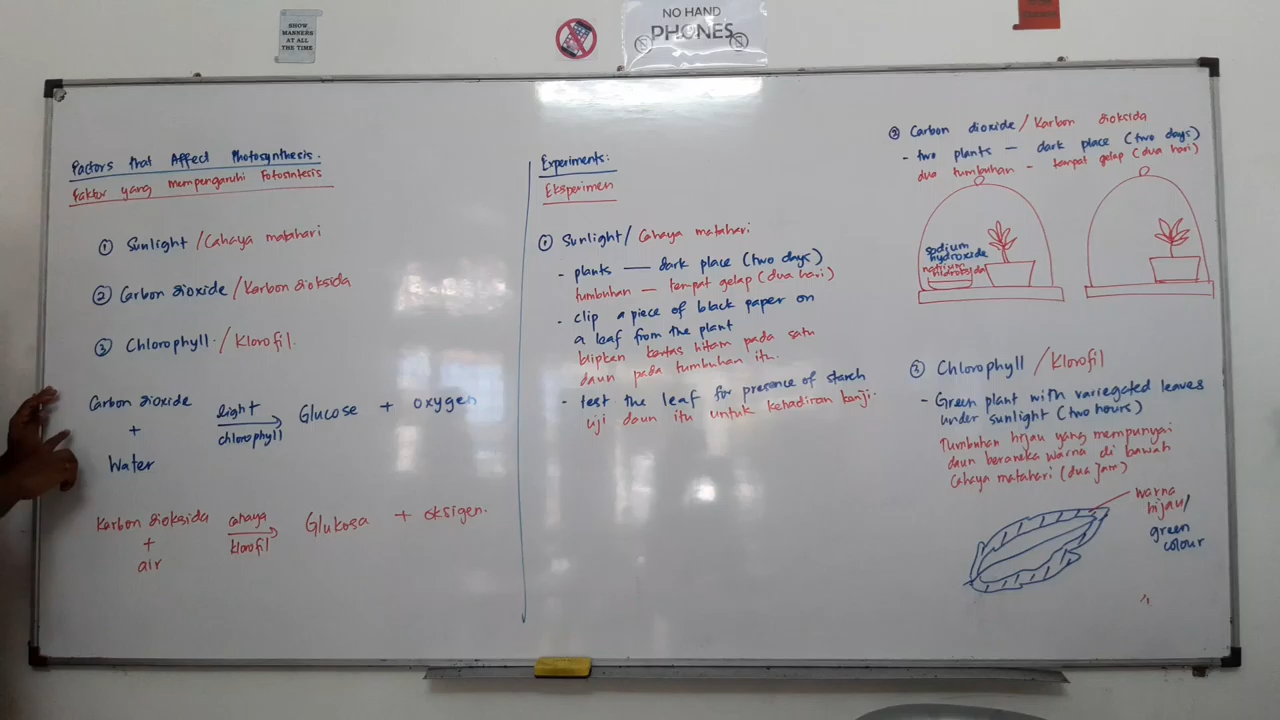 SHOW
MANNERS
AT ALL
THE TIME
NO HAND
PHONES
Factors that Affect Photosynthesis.
Faktor yang mempengaruhi Fotosintesis
① Sunlight / Cahaya matahari
② Carbon dioxide / Karbon dioksida
③ Chlorophyll. / Klorofil.
Carbon dioxide
+
Water
light
chlorophyll
Glucose + oxygen
Karbon dioksida
+
air
cahaya
klorofil
Glukosa + oksigen.
Experiments:
Eksperimen
① Sunlight / Cahaya matahari
- plants — dark place (two days)
tumbuhan — tempat gelap (dua hari)
- clip a piece of black paper on
a leaf from the plant
klipkan kertas hitam pada satu
daun pada tumbuhan itu.
- test the leaf for presence of starch
uji daun itu untuk kehadiran kanji.
② Carbon dioxide / Karbon dioksida
- two plants — dark place (two days)
dua tumbuhan - tempat gelap (dua hari)
sodium
hydroxide
natrium
hidroksida
③ Chlorophyll / Klorofil
- Green plant with variegated leaves
under sunlight (two hours)
Tumbuhan hijau yang mempunyai
daun beraneka warna di bawah
cahaya matahari (dua jam)
warna
hijau/
green
colour